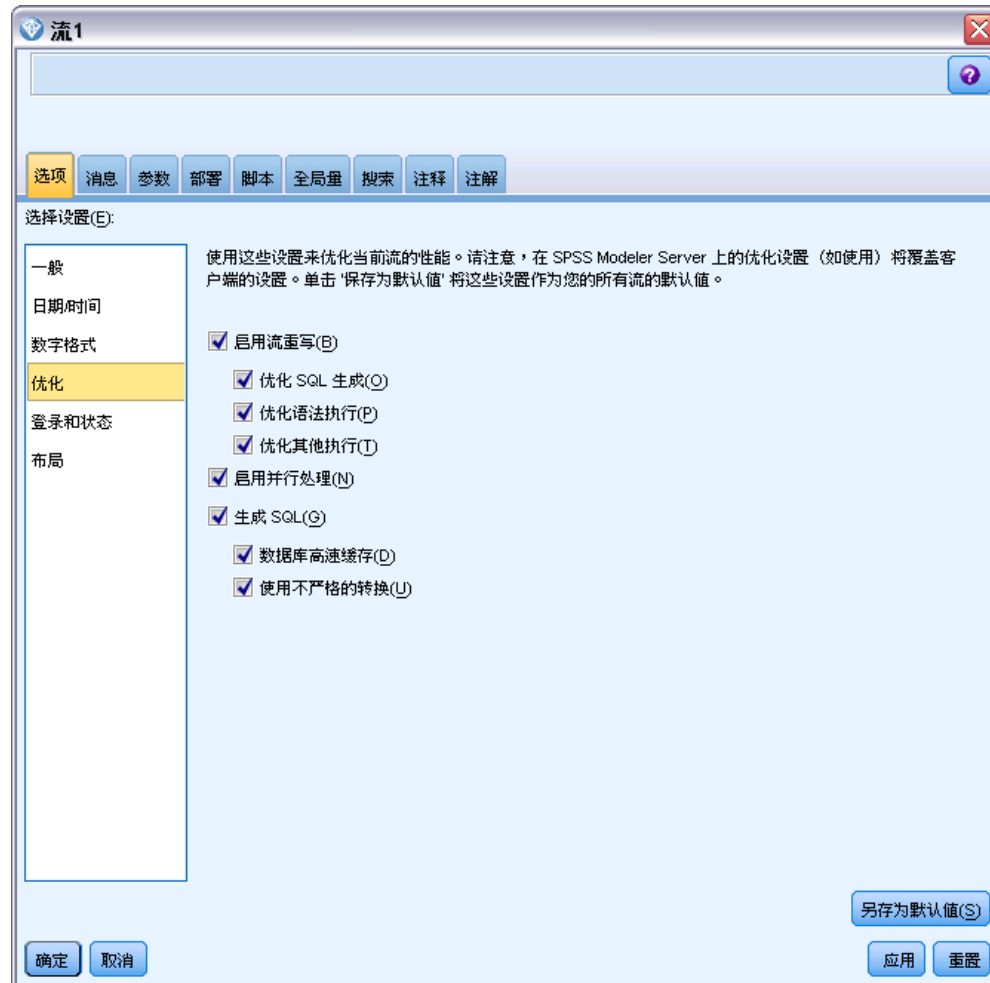 流1
选项 消息 参数 部署 脚本 全局量 搜索 注释 注解
选择设置(E):
一般
日期/时间
数字格式
优化
登录和状态
布局
使用这些设置来优化当前流的性能。请注意，在 SPSS Modeler Server 上的优化设置（如使用）将覆盖客
户端的设置。单击 '保存为默认值' 将这些设置作为您的所有流的默认值。
启用流重写(B)
优化 SQL 生成(O)
优化语法执行(P)
优化其他执行(T)
启用并行处理(N)
生成 SQL(G)
数据库高速缓存(D)
使用不严格的转换(U)
另存为默认值(S)
确定 取消 应用 重置